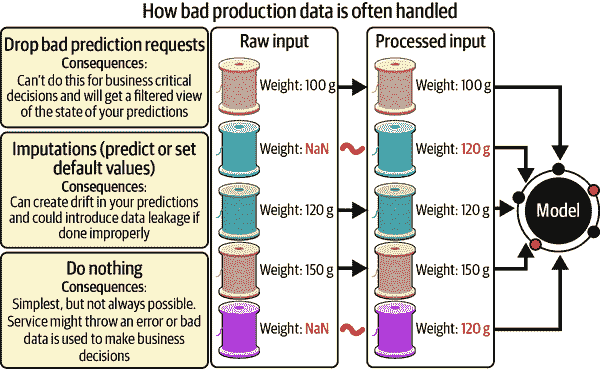 How bad production data is often handled
Drop bad prediction requests
Consequences:
Can't do this for business critical
decisions and will get a filtered view
of the state of your predictions
Imputations (predict or set
default values)
Consequences:
Can create drift in your predictions
and could introduce data leakage if
done improperly
Do nothing
Consequences:
Simplest, but not always possible.
Service might throw an error or bad
data is used to make business
decisions
Raw input
Weight: 100 g
Weight: NaN
Weight: 120 g
Weight: 150 g
Weight: NaN
Processed input
Weight: 100 g
Weight: 120 g
Weight: 120 g
Weight: 150 g
Weight: 120 g
Model